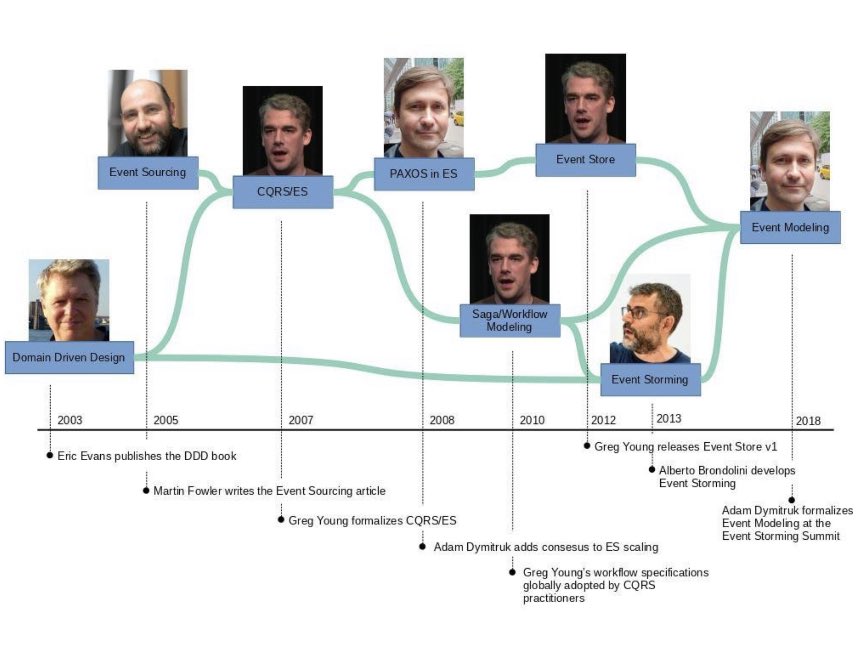 Event Sourcing
CQRS/ES
PAXOS in ES
Event Store
Event Modeling
Saga/Workflow
Modeling
Domain Driven Design
Event Storming
2003
2005
2007
2008
2010
2012
2013
2018
Eric Evans publishes the DDD book
Martin Fowler writes the Event Sourcing article
Greg Young formalizes CQRS/ES
Adam Dymitruk adds consesus to ES scaling
Greg Young's workflow specifications
globally adopted by CQRS
practitioners
Greg Young releases Event Store v1
Alberto Brondolini develops
Event Storming
Adam Dymitruk formalizes
Event Modeling at the
Event Storming Summit